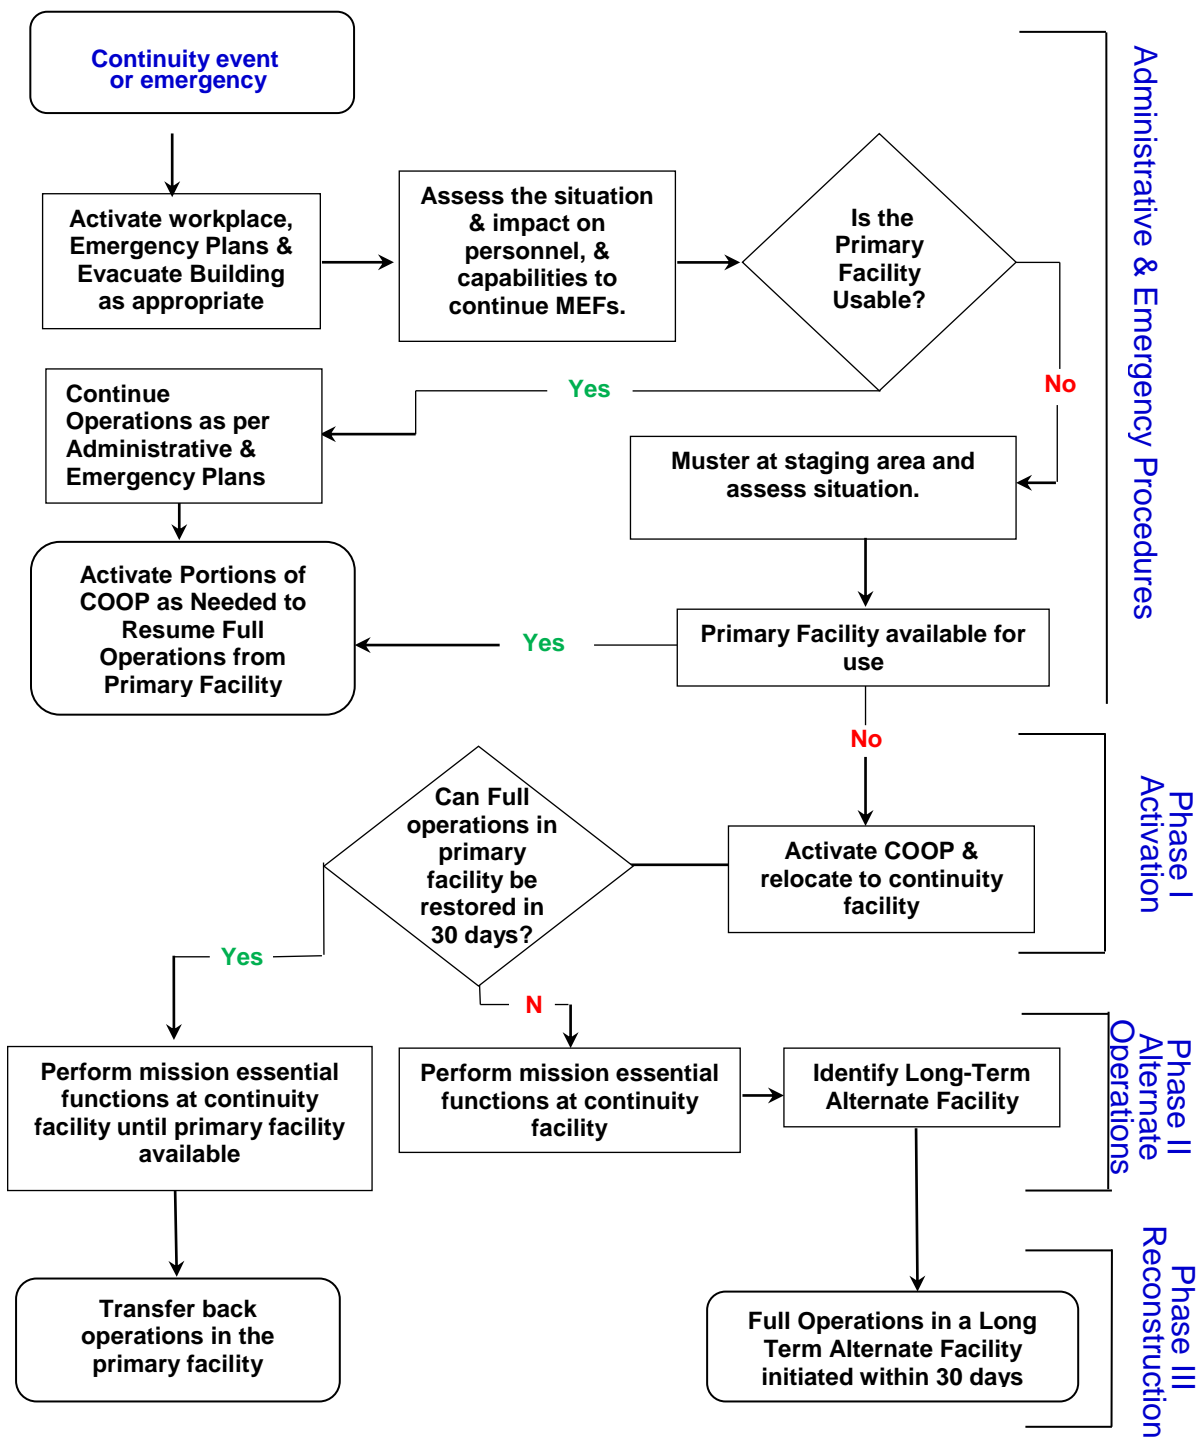 Continuity event
or emergency
Activate workplace,
Emergency Plans &
Evacuate Building
as appropriate
Assess the situation
& impact on
personnel, &
capabilities to
continue MEFs.
Is the
Primary
Facility
Usable?
Administrative & Emergency Procedures
Yes
No
Continue
Operations as per
Administrative &
Emergency Plans
Muster at staging area and
assess situation.
Activate Portions of
COOP as Needed to
Resume Full
Operations from
Primary Facility
Yes
Primary Facility available for
use
No
Can Full
operations in
primary
facility be
restored in
30 days?
Activate COOP &
relocate to continuity
facility
Phase I
Activation
Yes
N
Perform mission essential
functions at continuity
facility until primary facility
available
Perform mission essential
functions at continuity
facility
Identify Long-Term
Alternate Facility
Phase II
Alternate
Operations
Transfer back
operations in the
primary facility
Full Operations in a Long
Term Alternate Facility
initiated within 30 days
Phase III
Reconstruction